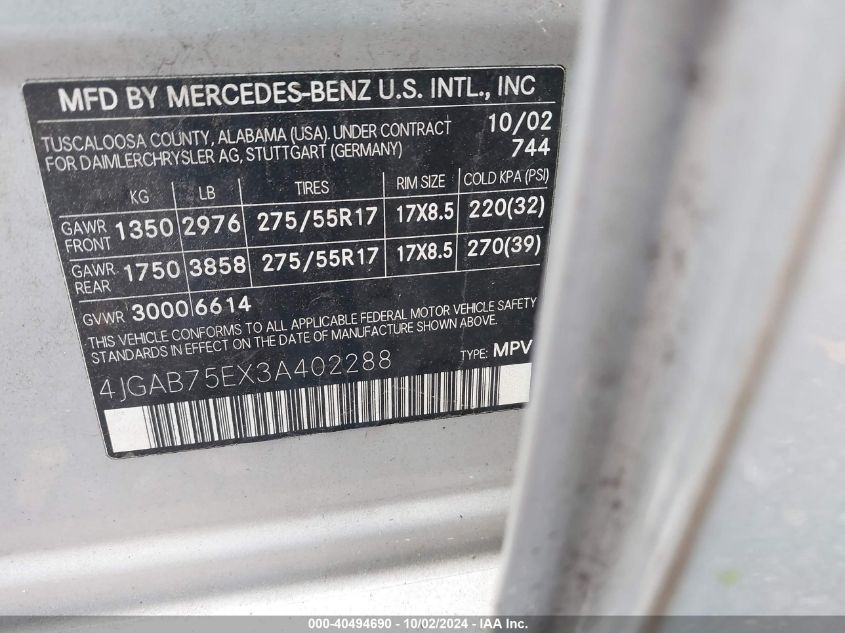 MFD BY MERCEDES-BENZ U.S. INTL., INC
TUSCALOOSA COUNTY, ALABAMA (USA). UNDER CONTRACT 10/02
FOR DAIMLERCHRYSLER AG, STUTTGART (GERMANY) 744
KG LB TIRES RIM SIZE COLD KPA (PSI)
GAWR FRONT 1350 2976 275/55R17 17X8.5 220(32)
GAWR REAR 1750 3858 275/55R17 17X8.5 270(39)
GVWR 3000 6614
THIS VEHICLE CONFORMS TO ALL APPLICABLE FEDERAL MOTOR VEHICLE SAFETY
STANDARDS IN EFFECT ON THE DATE OF MANUFACTURE SHOWN ABOVE.
4JGAB75EX3A402288 TYPE: MPV
000-40494690 - 10/02/2024 - IAA Inc.